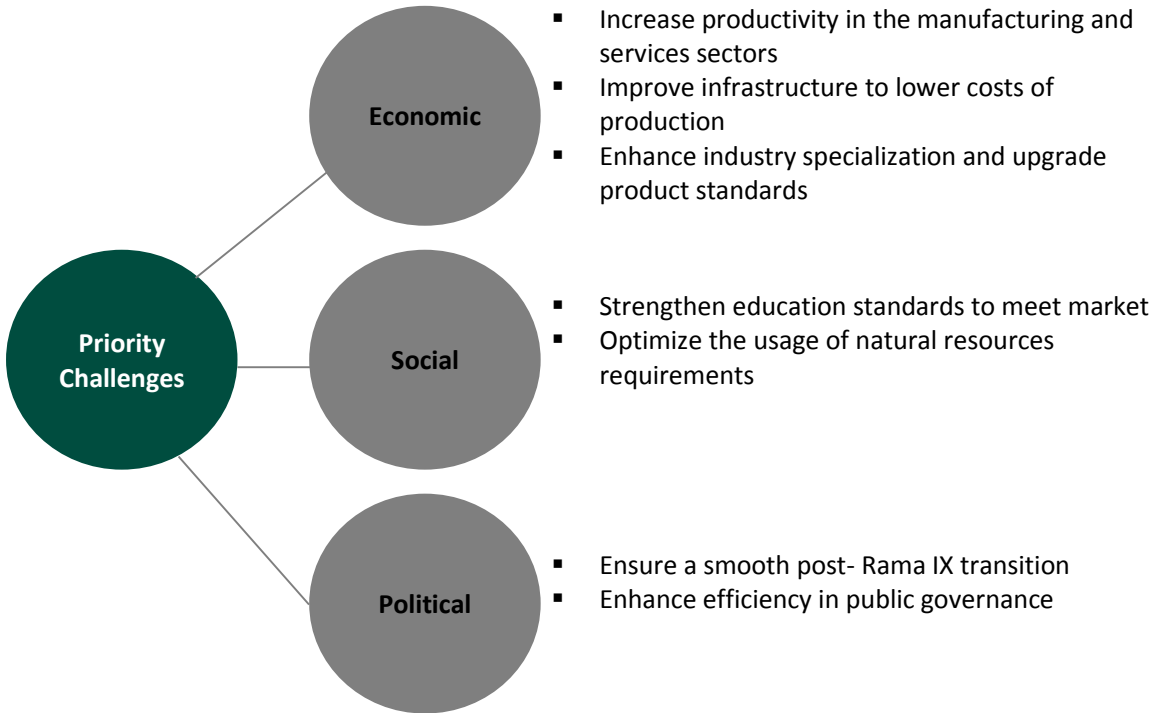 Priority
Challenges
Economic
▪ Increase productivity in the manufacturing and
services sectors
▪ Improve infrastructure to lower costs of
production
▪ Enhance industry specialization and upgrade
product standards
Social
▪ Strengthen education standards to meet market
▪ Optimize the usage of natural resources
requirements
Political
▪ Ensure a smooth post- Rama IX transition
▪ Enhance efficiency in public governance